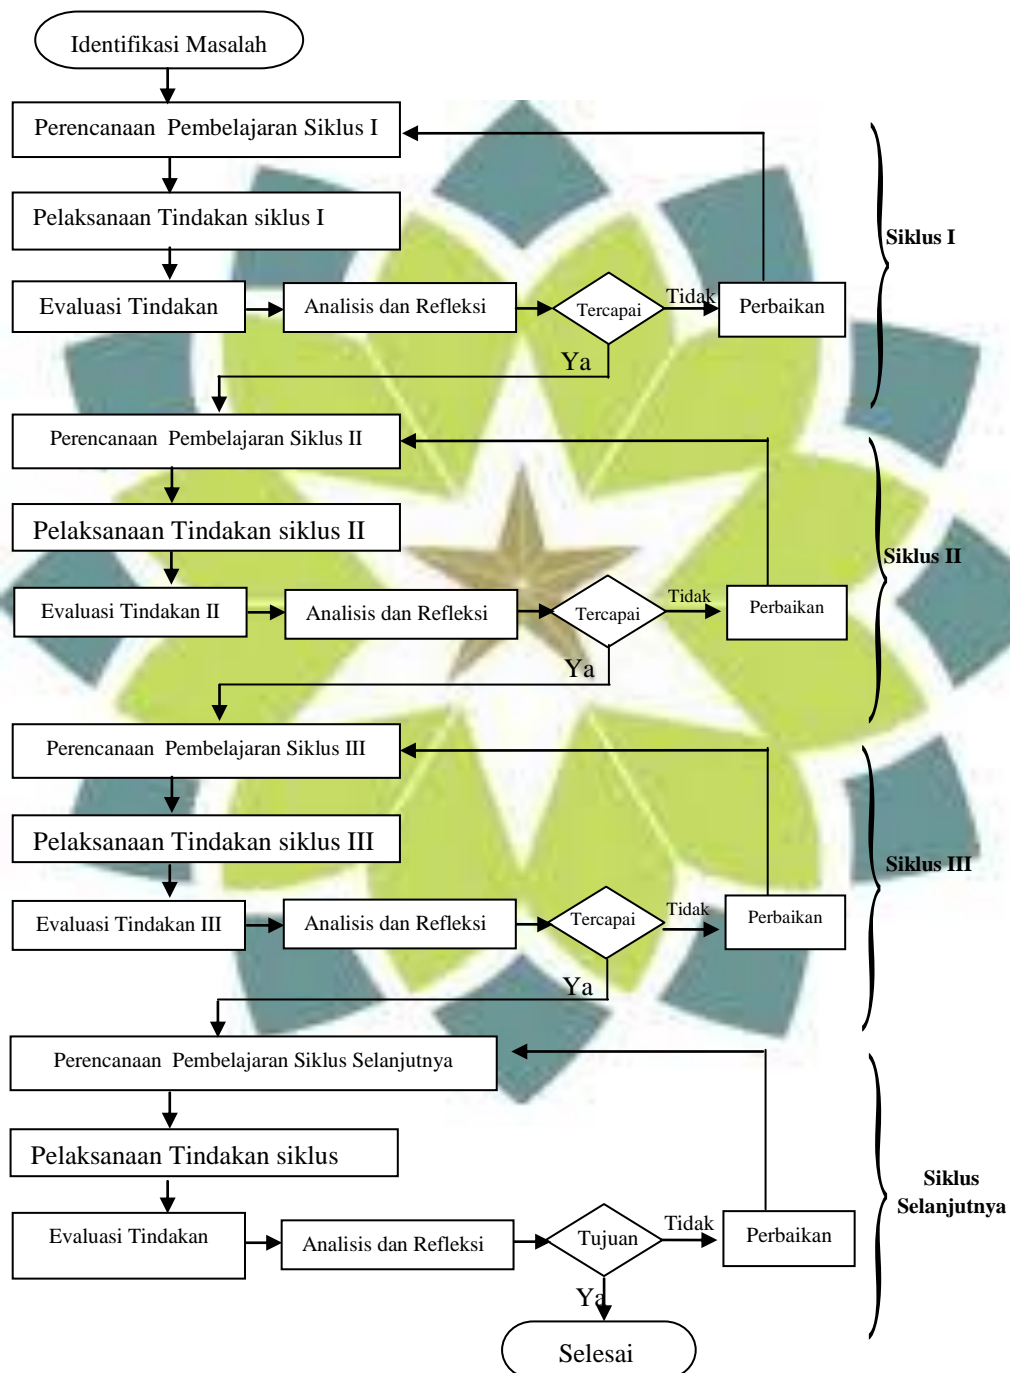 Identifikasi Masalah
Perencanaan Pembelajaran Siklus I
Pelaksanaan Tindakan siklus I
Siklus I
Evaluasi Tindakan
Analisis dan Refleksi
Tercapai
Tidak
Perbaikan
Ya
Perencanaan Pembelajaran Siklus II
Pelaksanaan Tindakan siklus II
Siklus II
Evaluasi Tindakan II
Analisis dan Refleksi
Tercapai
Tidak
Perbaikan
Ya
Perencanaan Pembelajaran Siklus III
Pelaksanaan Tindakan siklus III
Siklus III
Evaluasi Tindakan III
Analisis dan Refleksi
Tercapai
Tidak
Perbaikan
Ya
Perencanaan Pembelajaran Siklus Selanjutnya
Pelaksanaan Tindakan siklus
Siklus
Selanjutnya
Evaluasi Tindakan
Analisis dan Refleksi
Tujuan
Tidak
Perbaikan
Ya
Selesai